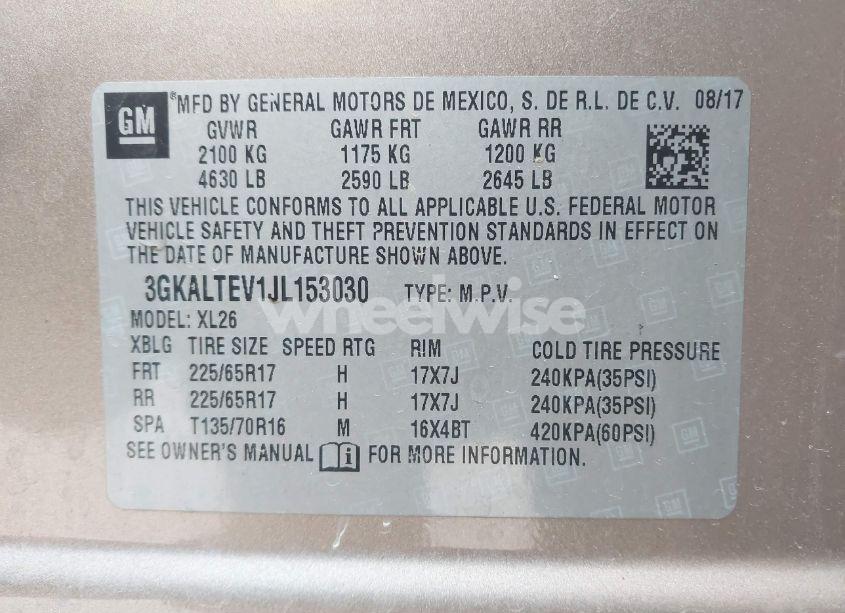 GM
®MFD BY GENERAL MOTORS DE MEXICO, S. DE R.L. DE C.V. 08/17
GVWR GAWR FRT GAWR RR
2100 KG 1175 KG 1200 KG
4630 LB 2590 LB 2645 LB
THIS VEHICLE CONFORMS TO ALL APPLICABLE U.S. FEDERAL MOTOR
VEHICLE SAFETY AND THEFT PREVENTION STANDARDS IN EFFECT ON
THE DATE OF MANUFACTURE SHOWN ABOVE.
3GKALTEV1JL153030 TYPE: M.P.V.
wheelwise
MODEL: XL26
XBLG TIRE SIZE SPEED RTG RIM COLD TIRE PRESSURE
FRT 225/65R17 H 17X7J 240KPA(35PSI)
RR 225/65R17 H 17X7J 240KPA(35PSI)
SPA T135/70R16 M 16X4BT 420KPA(60PSI)
SEE OWNER'S MANUAL i FOR MORE INFORMATION.